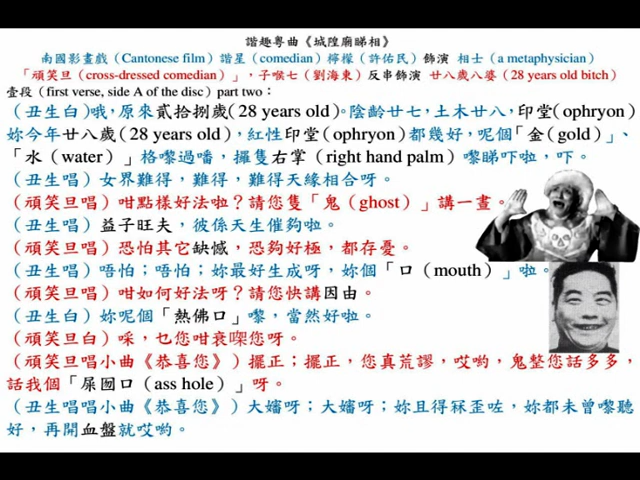 諧趣粵曲《城隍廟睇相》
南國影畫戲（Cantonese film）諧星（comedian）檸檬（許佑民）飾演 相士（a metaphysician）
「頑笑旦（cross-dressed comedian）」，子喉七（劉海東）反串飾演 廿八歲八婆（28 years old bitch）
壹段（first verse, side A of the disc）part two：
（丑生白）哦，原來貳拾捌歲（28 years old）。陰齡廿七，土木廿八，印堂（ophryon）
妳今年廿八歲（28 years old），紅性印堂（ophryon）都幾好，呢個「金（gold）」、
「水（water）」格嚟過噃，攞隻右掌（right hand palm）嚟睇吓啦，吓。
（丑生唱）女界難得，難得，難得天緣相合呀。
（頑笑旦唱）咁點樣好法啦？請您隻「鬼（ghost）」講一晝。
（丑生唱）益子旺夫，彼係天生催夠啦。
（頑笑旦唱）恐怕其它缺憾，恐夠好極，都存憂。
（丑生唱）唔怕；唔怕；妳最好生成呀，妳個「口（mouth）」啦。
（頑笑旦唱）咁如何好法呀？請您快講因由。
（丑生白）妳呢個「熱佛口」嚟，當然好啦。
（頑笑旦白）啋，乜您咁衰㗎您呀。
（頑笑旦唱小曲《恭喜您》）擺正；擺正，您真荒謬，哎喲，鬼整您話多多，
話我個「屎囿口（ass hole）」呀。
（丑生唱唱小曲《恭喜您》）大嬸呀；大嬸呀；妳且得冧歪咗，妳都未曾嚟聽
好，再開血盤就哎喲。